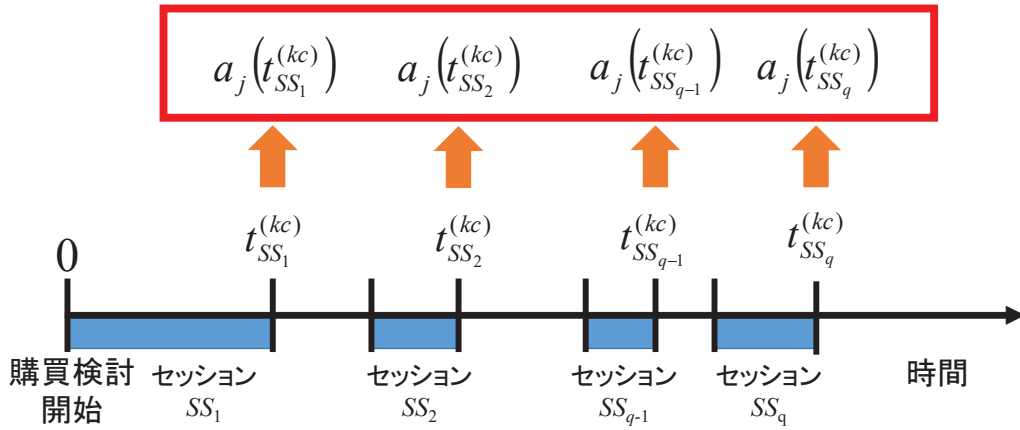 a_j(t_{SS_1}^{(kc)}) a_j(t_{SS_2}^{(kc)}) a_j(t_{SS_{q-1}}^{(kc)}) a_j(t_{SS_q}^{(kc)})
0 t_{SS_1}^{(kc)} t_{SS_2}^{(kc)} t_{SS_{q-1}}^{(kc)} t_{SS_q}^{(kc)}
購買検討 セッション セッション セッション セッション 時間
開始 SS_1 SS_2 SS_{q-1} SS_q